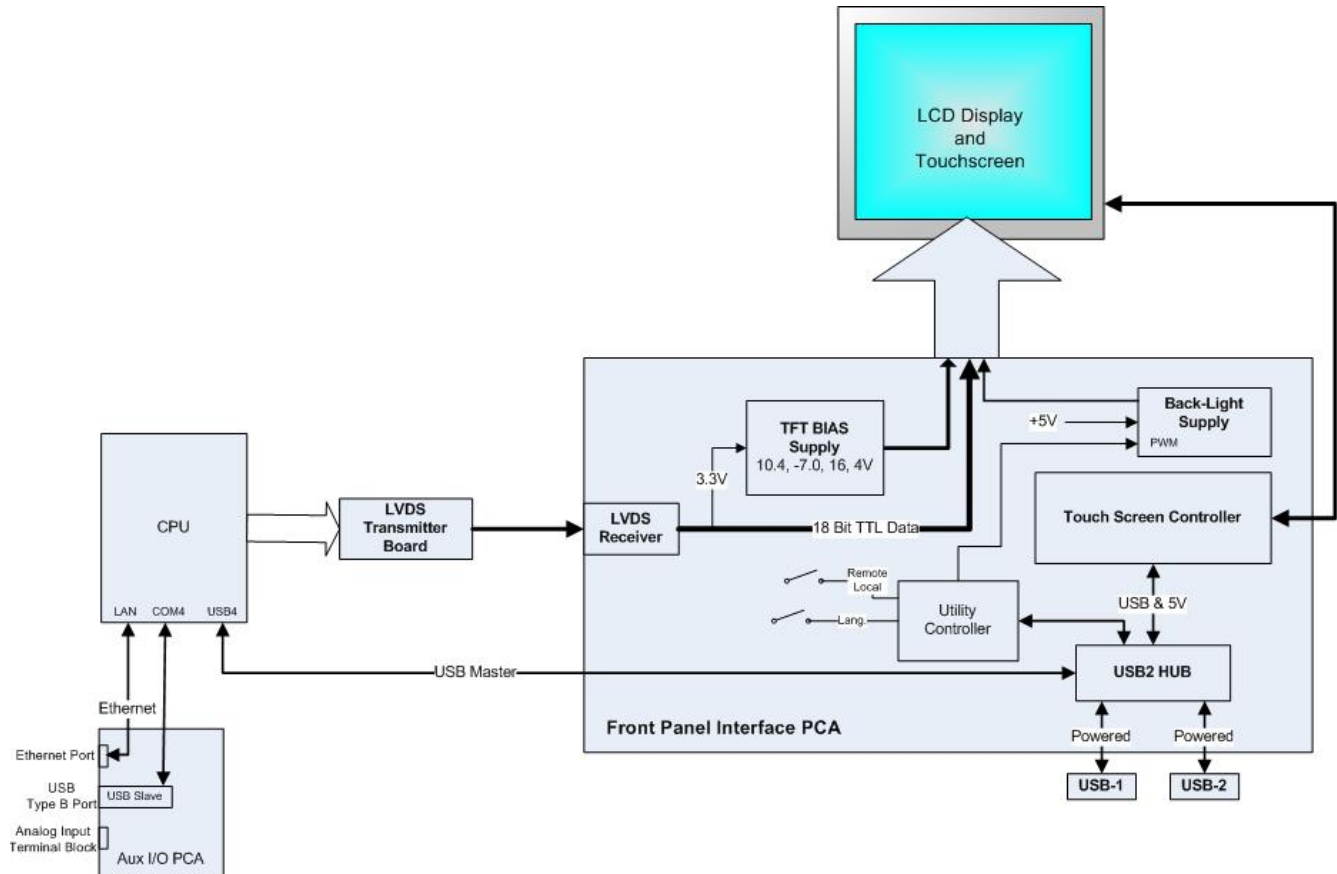 LCD Display
and
Touchscreen
Back-Light
Supply
+5V
PWM
TFT BIAS
Supply
10.4, -7.0, 16, 4V
3.3V
CPU
LAN COM4 USB4
LVDS
Transmitter
Board
LVDS
Receiver
18 Bit TTL Data
Touch Screen Controller
Remote
Local
Lang.
Utility
Controller
USB & 5V
USB2 HUB
USB Master
Front Panel Interface PCA
Powered
Powered
USB-1
USB-2
Ethernet
Ethernet Port
USB
Type B Port
USB Slave
Analog Input
Terminal Block
Aux I/O PCA